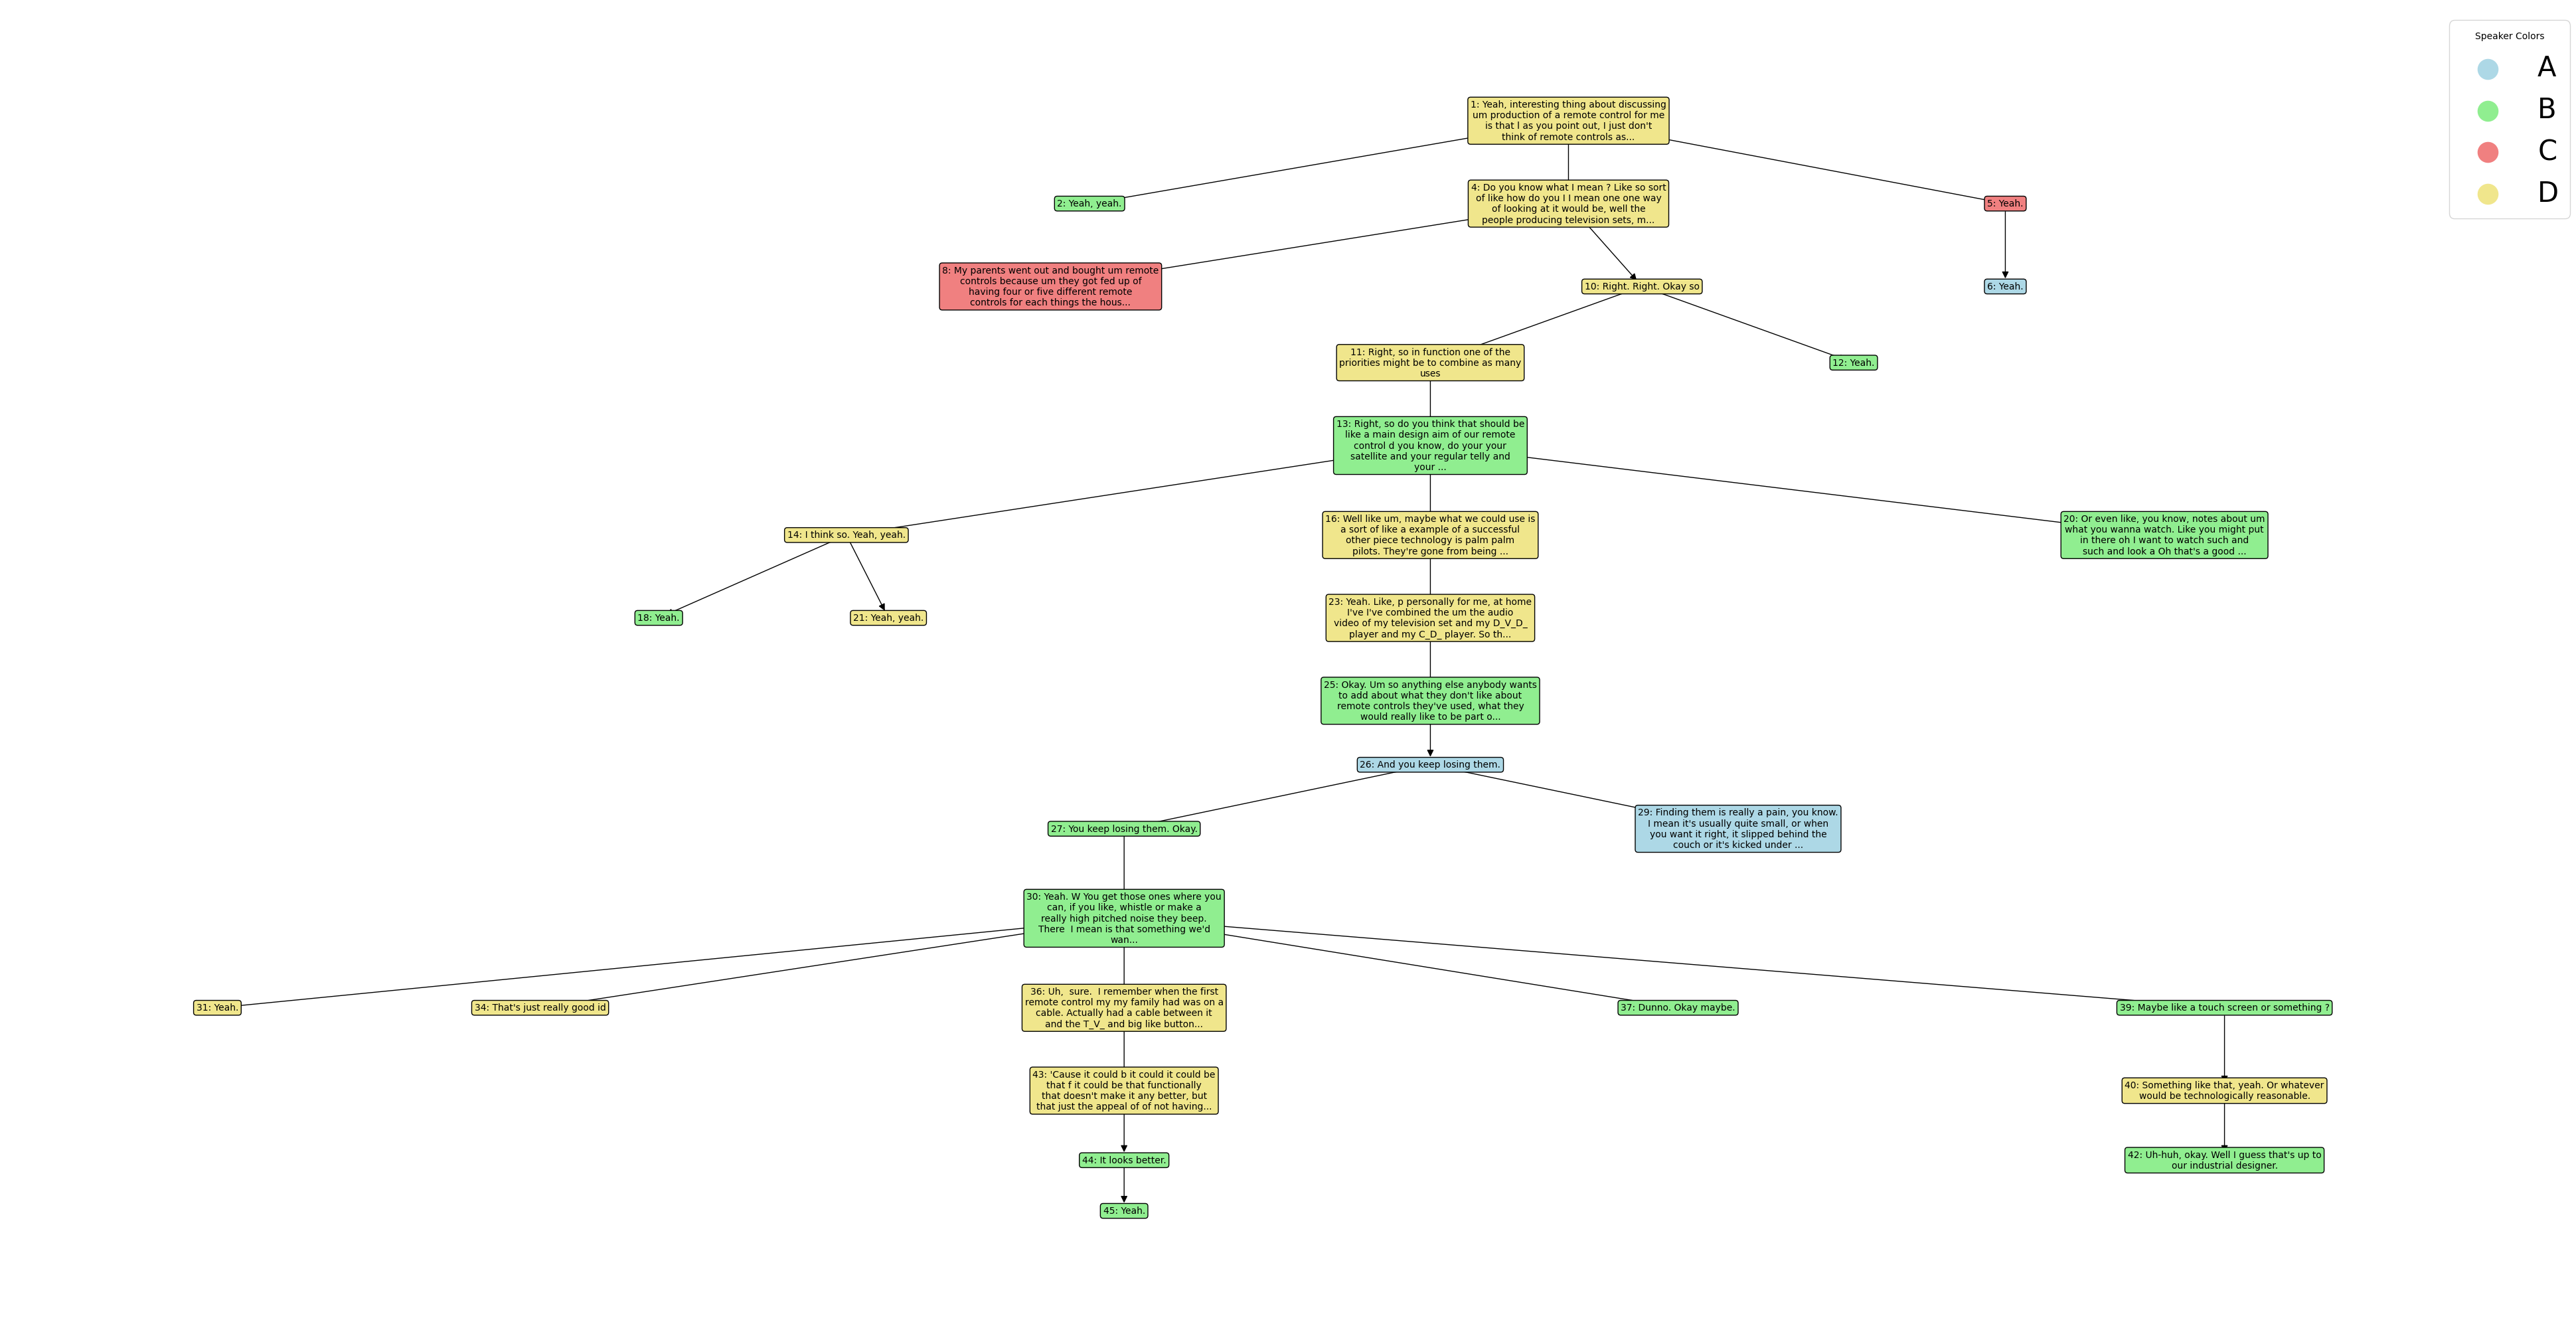 Speaker Colors
A
B
C
D
1: Yeah, interesting thing about discussing
um production of a remote control for me
is that l as you point out, I just don't
think of remote controls as...
2: Yeah, yeah.
4: Do you know what I mean ? Like so sort
of like how do you I I mean one one way
of looking at it would be, well the
people producing television sets, m...
5: Yeah.
8: My parents went out and bought um remote
controls because um they got fed up of
having four or five different remote
controls for each things the hous...
10: Right. Right. Okay so
6: Yeah.
11: Right, so in function one of the
priorities might be to combine as many
uses
12: Yeah.
13: Right, so do you think that should be
like a main design aim of our remote
control d you know, do your your
satellite and your regular telly and
your ...
14: I think so. Yeah, yeah.
16: Well like um, maybe what we could use is
a sort of like a example of a successful
other piece technology is palm palm
pilots. They're gone from being ...
20: Or even like, you know, notes about um
what you wanna watch. Like you might put
in there oh I want to watch such and
such and look a Oh that's a good ...
18: Yeah.
21: Yeah, yeah.
23: Yeah. Like, p personally for me, at home
I've I've combined the um the audio
video of my television set and my D_V_D_
player and my C_D_ player. So th...
25: Okay. Um so anything else anybody wants
to add about what they don't like about
remote controls they've used, what they
would really like to be part o...
26: And you keep losing them.
27: You keep losing them. Okay.
29: Finding them is really a pain, you know.
I mean it's usually quite small, or when
you want it right, it slipped behind the
couch or it's kicked under ...
30: Yeah. W You get those ones where you
can, if you like, whistle or make a
really high pitched noise they beep.
There  I mean is that something we'd
wan...
31: Yeah.
34: That's just really good id
36: Uh,  sure.  I remember when the first
remote control my my family had was on a
cable. Actually had a cable between it
and the T_V_ and big like button...
37: Dunno. Okay maybe.
39: Maybe like a touch screen or something ?
43: 'Cause it could b it could it could be
that f it could be that functionally
that doesn't make it any better, but
that just the appeal of of not having...
40: Something like that, yeah. Or whatever
would be technologically reasonable.
44: It looks better.
42: Uh-huh, okay. Well I guess that's up to
our industrial designer.
45: Yeah.